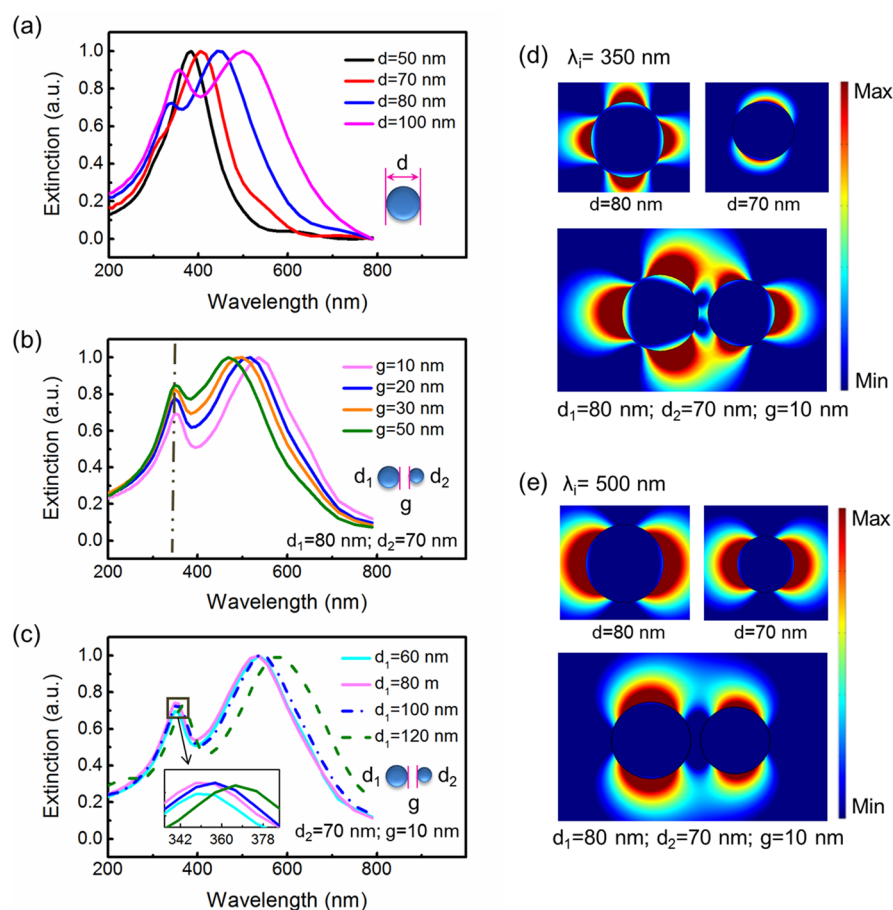 (a)
Extinction (a.u.)
1.0
0.8
0.6
0.4
0.2
0.0
d=50 nm
d=70 nm
d=80 nm
d=100 nm
d
200 400 600 800
Wavelength (nm)
(b)
Extinction (a.u.)
1.0
0.8
0.6
0.4
0.2
0.0
g=10 nm
g=20 nm
g=30 nm
g=50 nm
d1 d2
g
d1=80 nm; d2=70 nm
200 400 600 800
Wavelength (nm)
(c)
Extinction (a.u.)
1.0
0.8
0.6
0.4
0.2
0.0
d1=60 nm
d1=80 m
d1=100 nm
d1=120 nm
d1 d2
g
342 360 378
d2=70 nm; g=10 nm
200 400 600 800
Wavelength (nm)
(d) λi= 350 nm
d=80 nm d=70 nm
Max
Min
d1=80 nm; d2=70 nm; g=10 nm
(e) λi= 500 nm
d=80 nm d=70 nm
Max
Min
d1=80 nm; d2=70 nm; g=10 nm